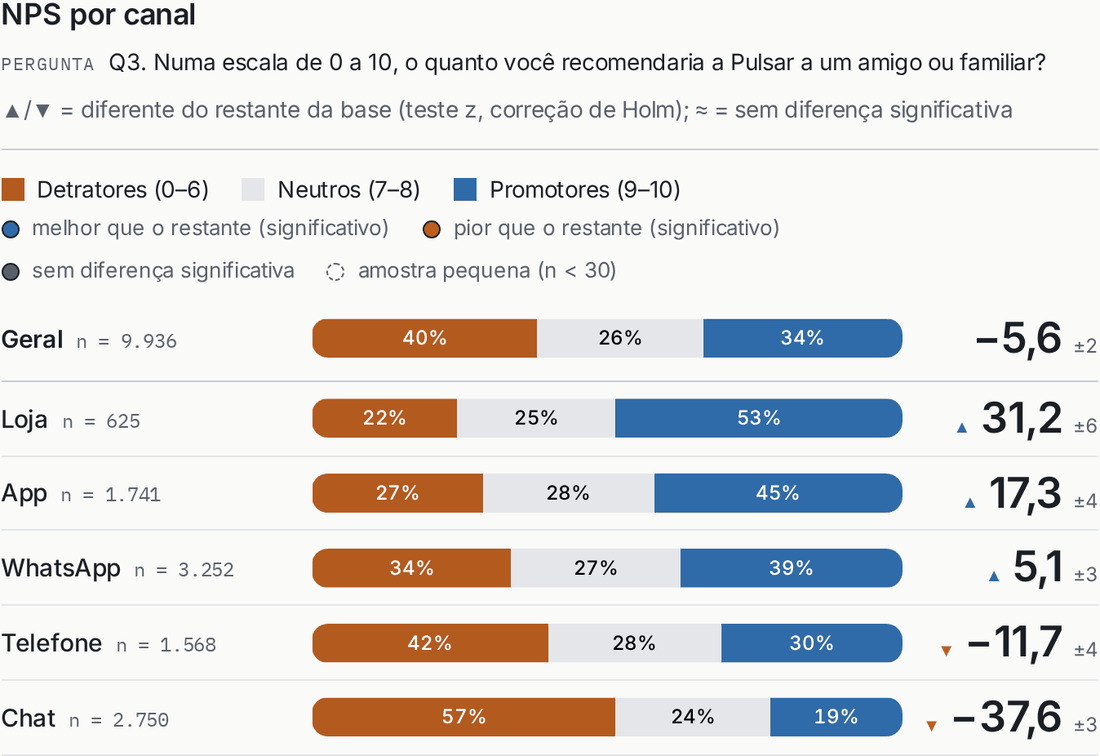 NPS por canal
PERGUNTA Q3. Numa escala de 0 a 10, o quanto você recomendaria a Pulsar a um amigo ou familiar?
▲/▼ = diferente do restante da base (teste z, correção de Holm); ≈ = sem diferença significativa
Detratores (0–6) Neutros (7–8) Promotores (9–10)
melhor que o restante (significativo) pior que o restante (significativo)
sem diferença significativa amostra pequena (n < 30)
Geral n = 9.936 40% 26% 34% −5,6 ±2
Loja n = 625 22% 25% 53% ▲ 31,2 ±6
App n = 1.741 27% 28% 45% ▲ 17,3 ±4
WhatsApp n = 3.252 34% 27% 39% ▲ 5,1 ±3
Telefone n = 1.568 42% 28% 30% ▼ −11,7 ±4
Chat n = 2.750 57% 24% 19% ▼ −37,6 ±3